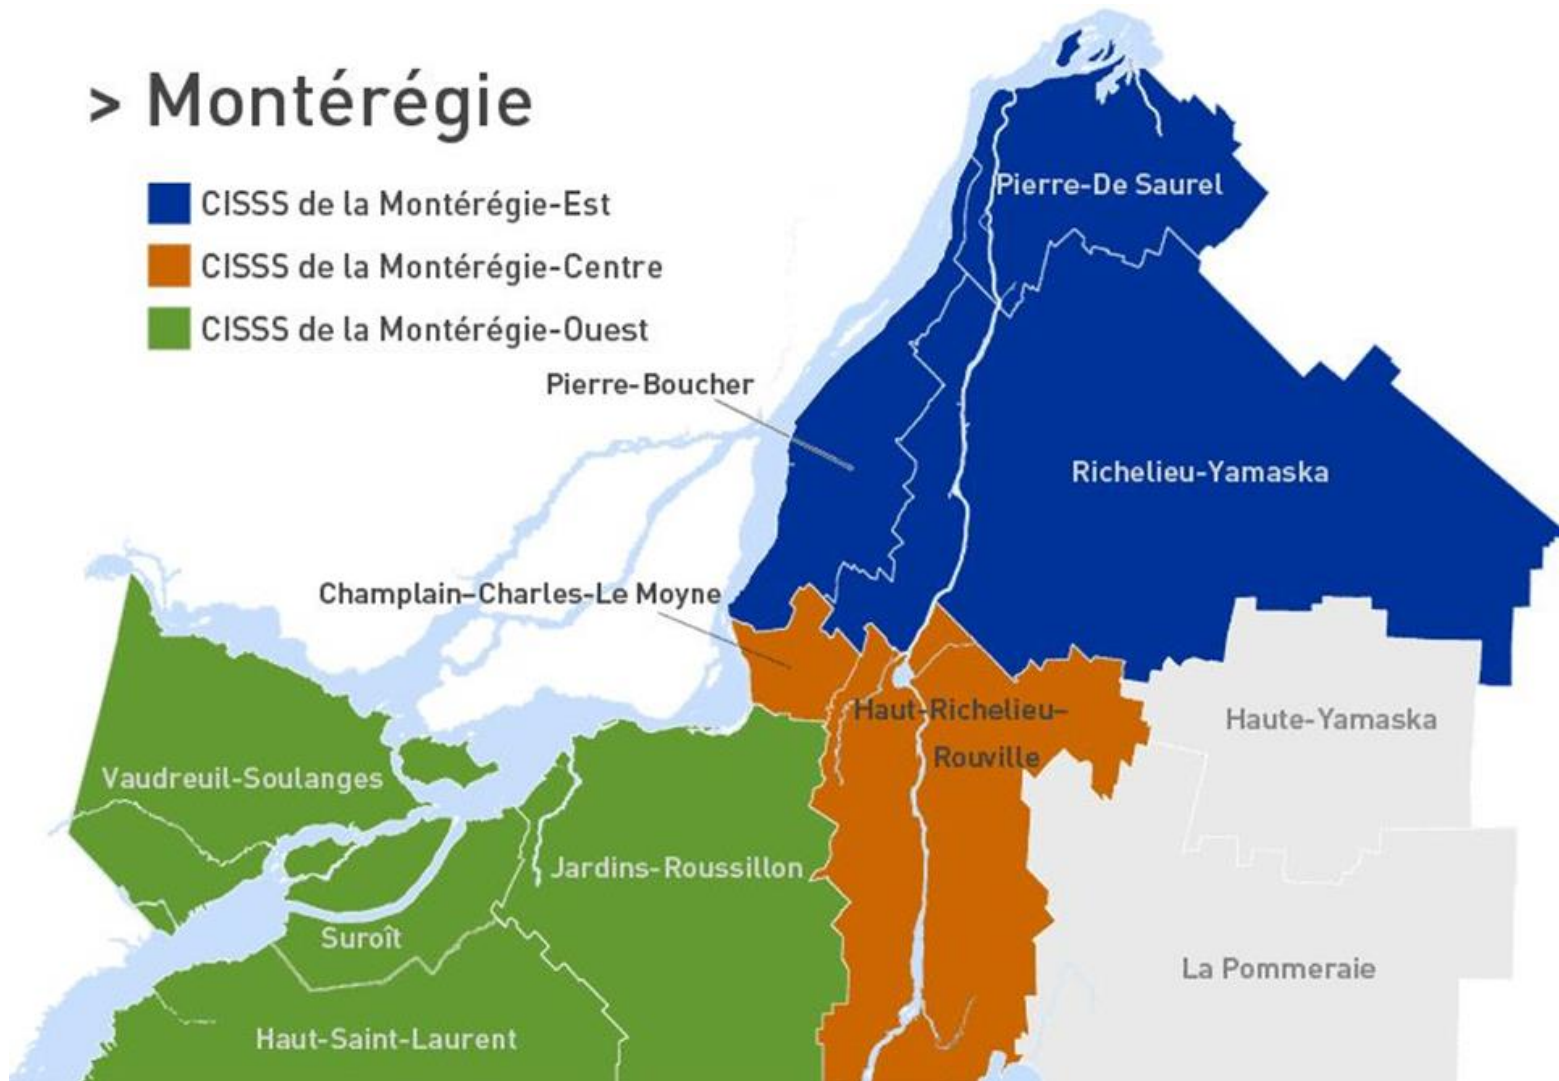 > Montérégie
CISSS de la Montérégie-Est
CISSS de la Montérégie-Centre
CISSS de la Montérégie-Ouest
Pierre-De Saurel
Pierre-Boucher
Richelieu-Yamaska
Champlain–Charles-Le Moyne
Haut-Richelieu–
Rouville
Haute-Yamaska
Vaudreuil-Soulanges
Jardins-Roussillon
Suroît
La Pommeraie
Haut-Saint-Laurent